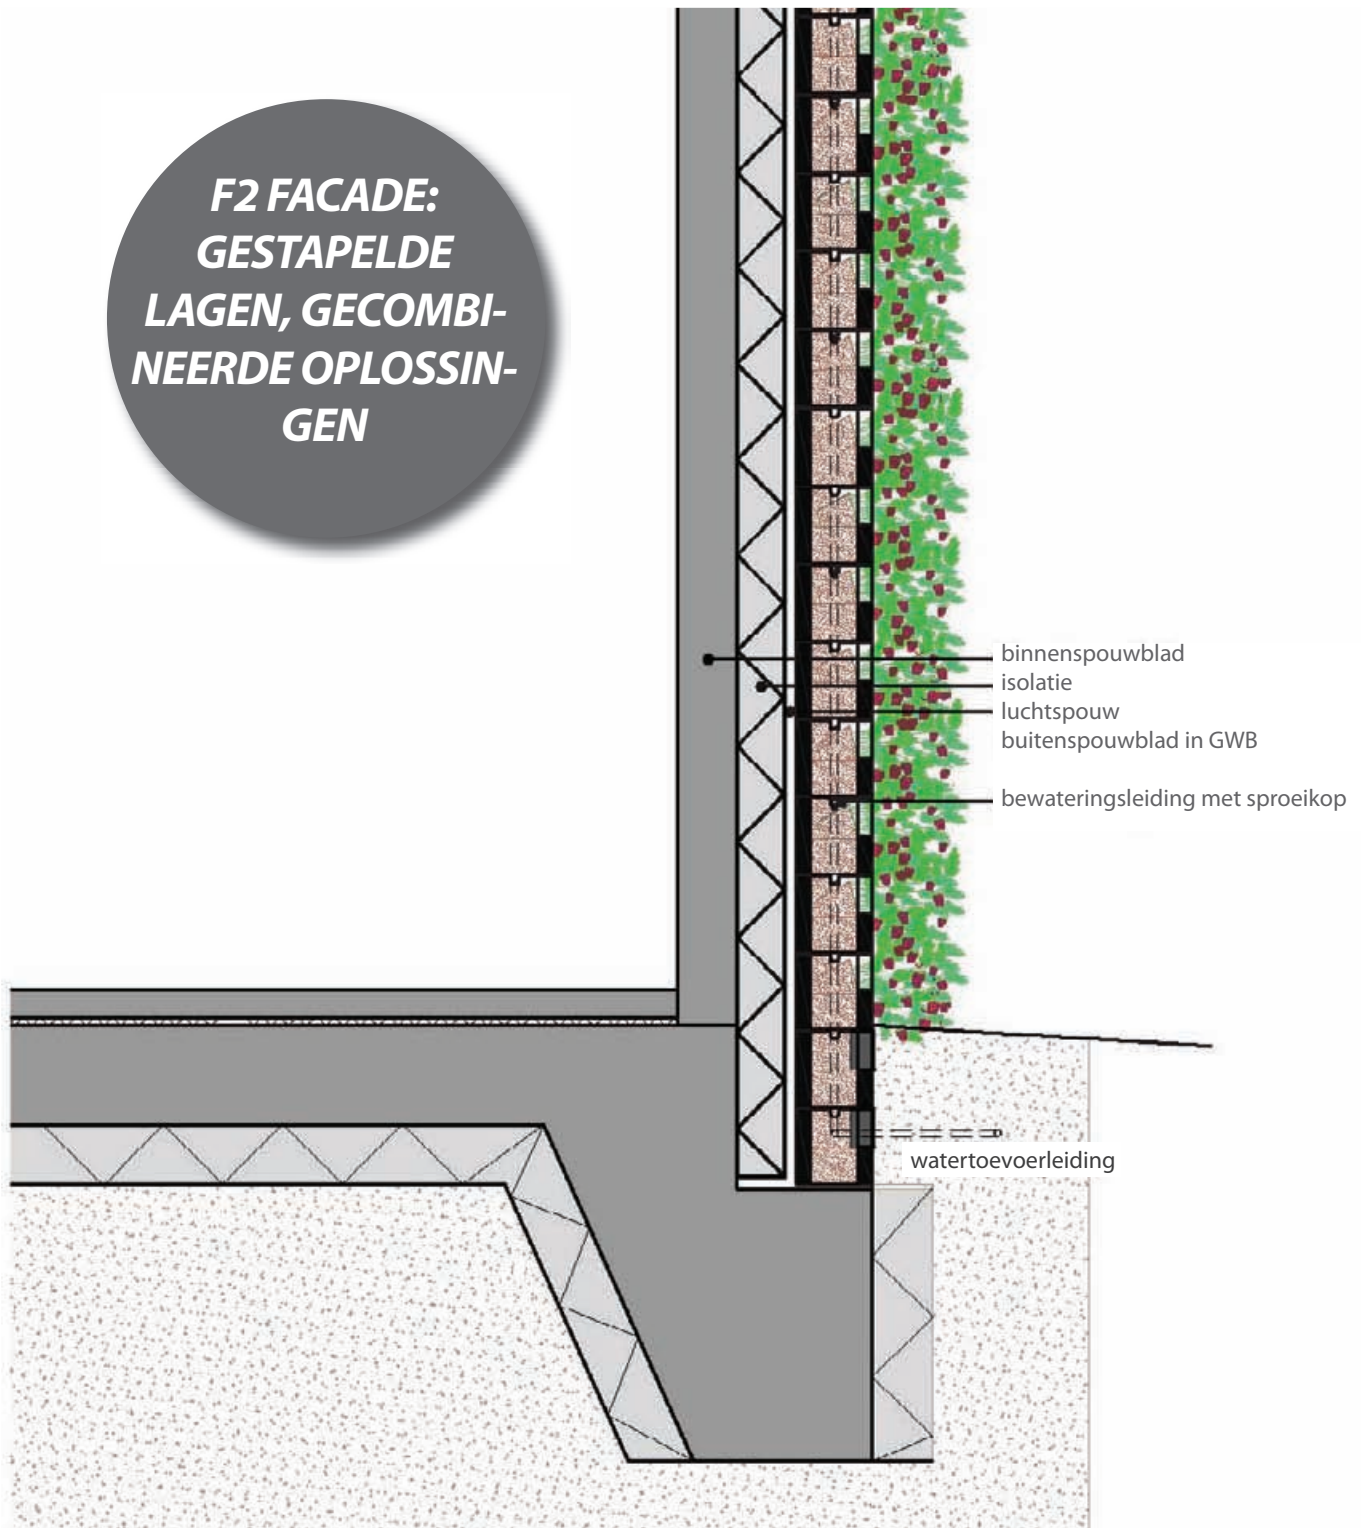 F2 FACADE:
GESTAPELDE
LAGEN, GECOMBI-
NEERDE OPLOSSIN-
GEN
binnenspouwblad
isolatie
luchtspouw
buitenspouwblad in GWB
bewateringsleiding met sproeikop
watertoevoerleiding